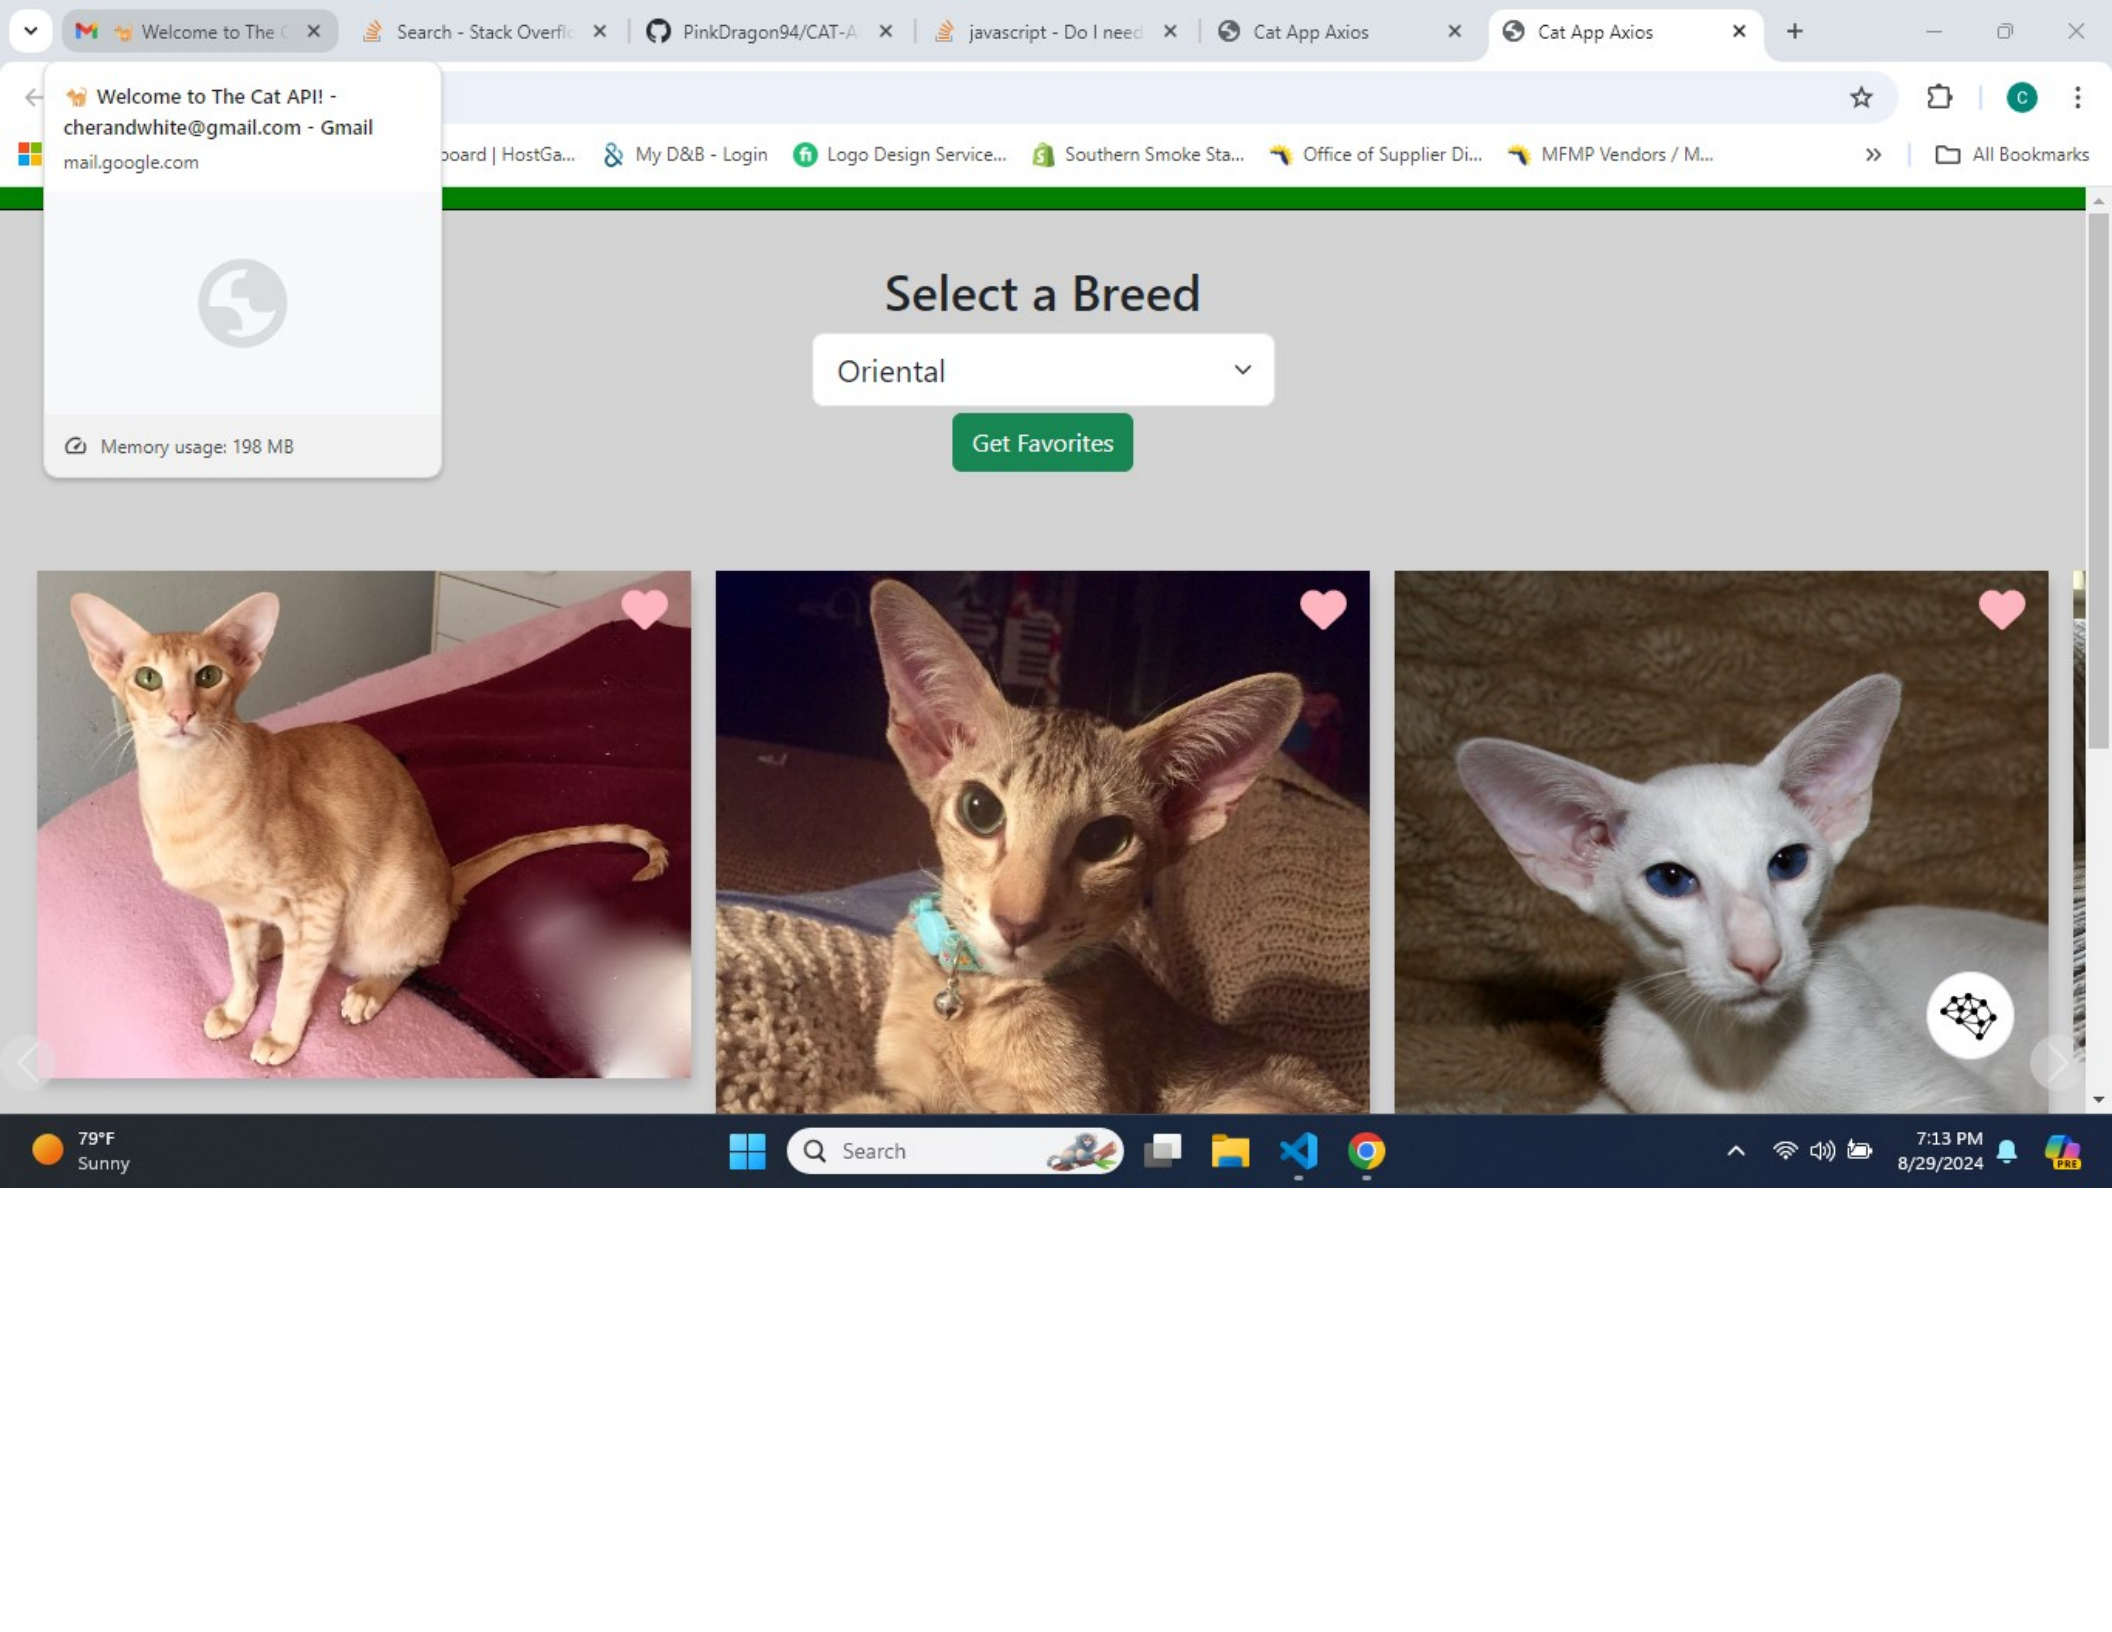 Welcome to The C
Search - Stack Overflo
PinkDragon94/CAT-A
javascript - Do I need
Cat App Axios
Cat App Axios
Welcome to The Cat API! -
cherandwhite@gmail.com - Gmail
mail.google.com
C
board | HostGa...
My D&B - Login
Logo Design Service...
Southern Smoke Sta...
Office of Supplier Di...
MFMP Vendors / M...
All Bookmarks
Select a Breed
Oriental
Get Favorites
Memory usage: 198 MB
79°F
Sunny
Search
7:13 PM
8/29/2024
PRE